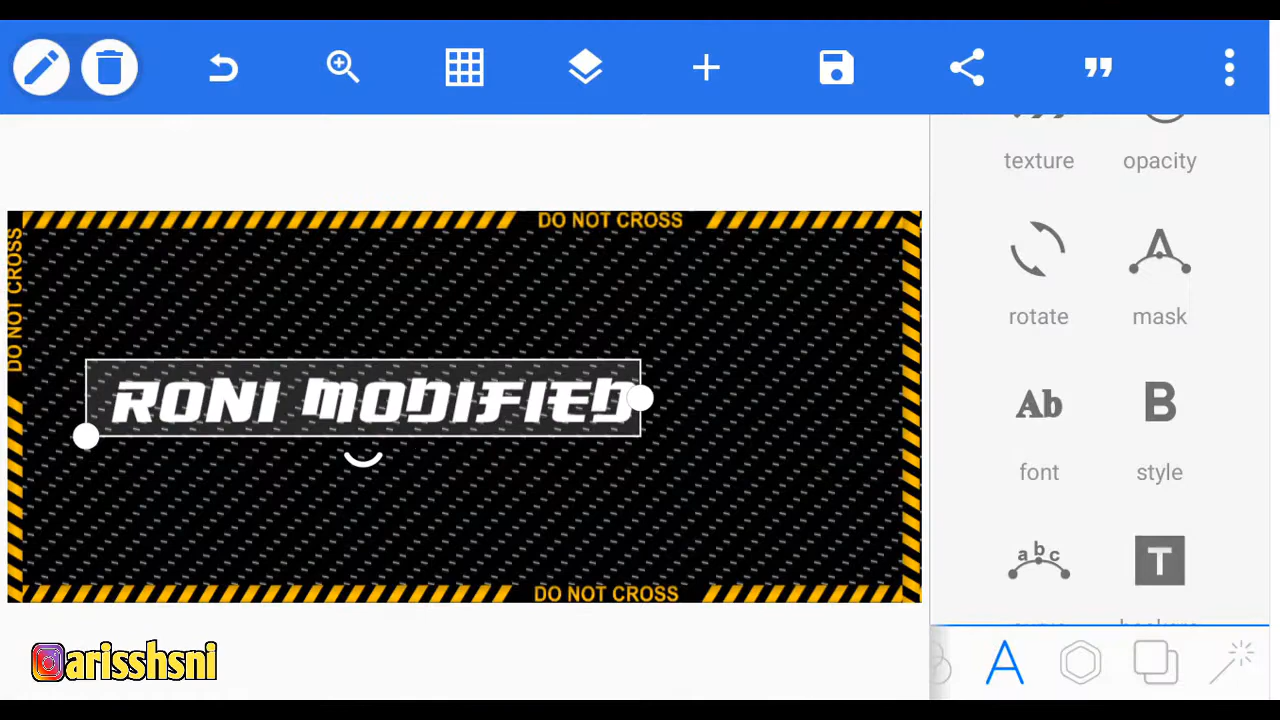 texture opacity
DO NOT CROSS
DO NOT CROSS
rotate mask
RONI MODIFIED
Ab B
font style
abc T
DO NOT CROSS
@arisshsni A